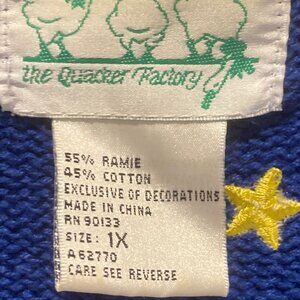 the Quacker Factory
55% RAMIE
45% COTTON
EXCLUSIVE OF DECORATIONS
MADE IN CHINA
RN 90133
SIZE: 1X
A62770
CARE SEE REVERSE